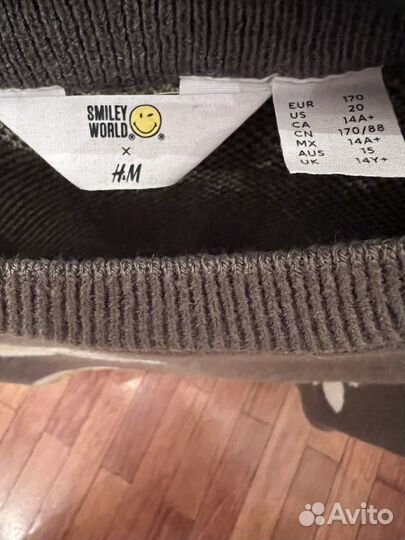 SMILEY
WORLD
®
®
×
H&M
EUR 170
US 20
CA 14A+
CN 170/88
MX 14A+
AUS 15
UK 14Y+
Avito